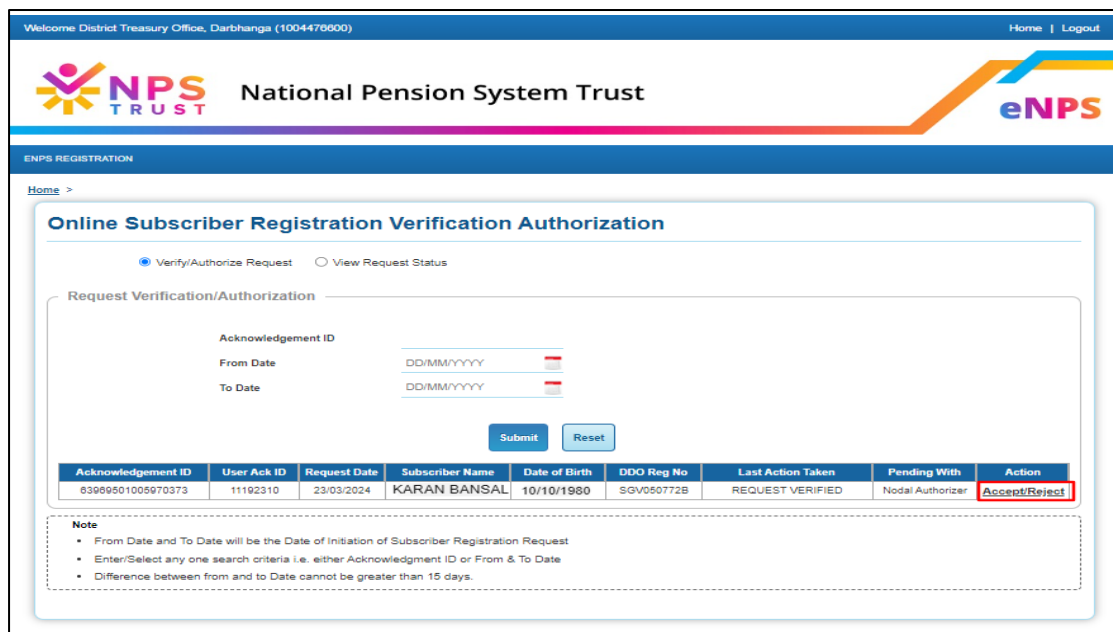 Welcome District Treasury Office, Darbhanga (1004476600) Home | Logout
NPS TRUST National Pension System Trust eNPS
ENPS REGISTRATION
Home >
Online Subscriber Registration Verification Authorization
Verify/Authorize Request View Request Status
Request Verification/Authorization
Acknowledgement ID
From Date DD/MM/YYYY
To Date DD/MM/YYYY
Submit Reset
Acknowledgement ID User Ack ID Request Date Subscriber Name Date of Birth DDO Reg No Last Action Taken Pending With Action
63969501005970373 11192310 23/03/2024 KARAN BANSAL 10/10/1980 SGV050772B REQUEST VERIFIED Nodal Authorizer Accept/Reject
Note
From Date and To Date will be the Date of Initiation of Subscriber Registration Request
Enter/Select any one search criteria i.e. either Acknowledgment ID or From & To Date
Difference between from and to Date cannot be greater than 15 days.